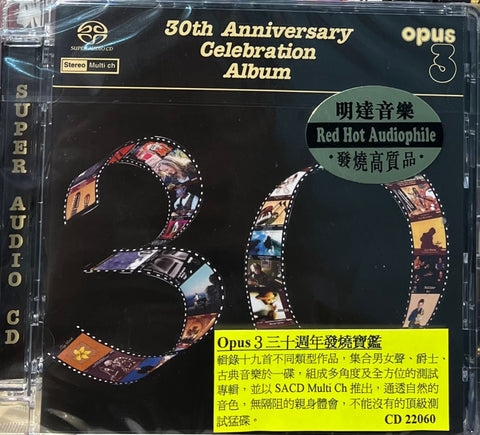 SUPER AUDIO CD
30th Anniversary
Celebration
Album
opus
3
SUPER AUDIO CD
Stereo Multi ch
明達音樂
Red Hot Audiophile
發燒高質品
Opus 3 三十週年發燒寶鑑
輯錄十九首不同類型作品，集合男女聲、爵士、
古典音樂於一碟，組成多角度及全方位的測試
專輯，並以 SACD Multi Ch 推出，通透自然的
音色，無隔阻的親身體會，不能沒有的頂級測
試猛碟。
CD 22060